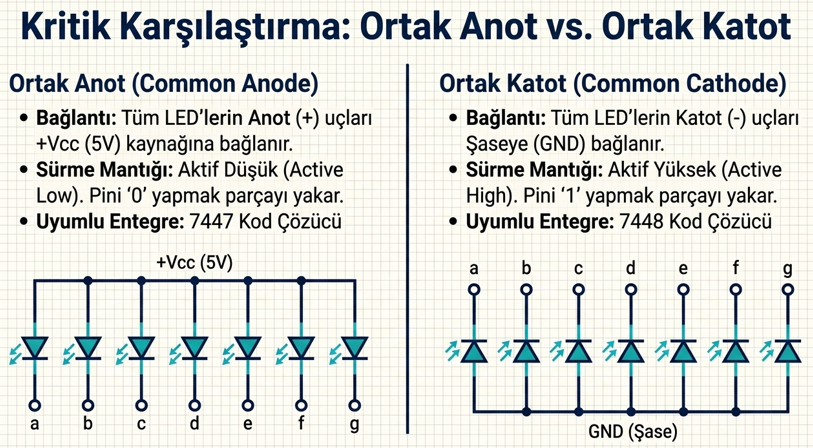 Kritik Karşılaştırma: Ortak Anot vs. Ortak Katot
Ortak Anot (Common Anode)
• Bağlantı: Tüm LED'lerin Anot (+) uçları
+Vcc (5V) kaynağına bağlanır.
• Sürme Mantığı: Aktif Düşük (Active
Low). Pini '0' yapmak parçayı yakar.
• Uyumlu Entegre: 7447 Kod Çözücü
+Vcc (5V)
a b c d e f g
Ortak Katot (Common Cathode)
• Bağlantı: Tüm LED'lerin Katot (-) uçları
Şaseye (GND) bağlanır.
• Sürme Mantığı: Aktif Yüksek (Active
High). Pini '1' yapmak parçayı yakar.
• Uyumlu Entegre: 7448 Kod Çözücü
a b c d e f g
GND (Şase)